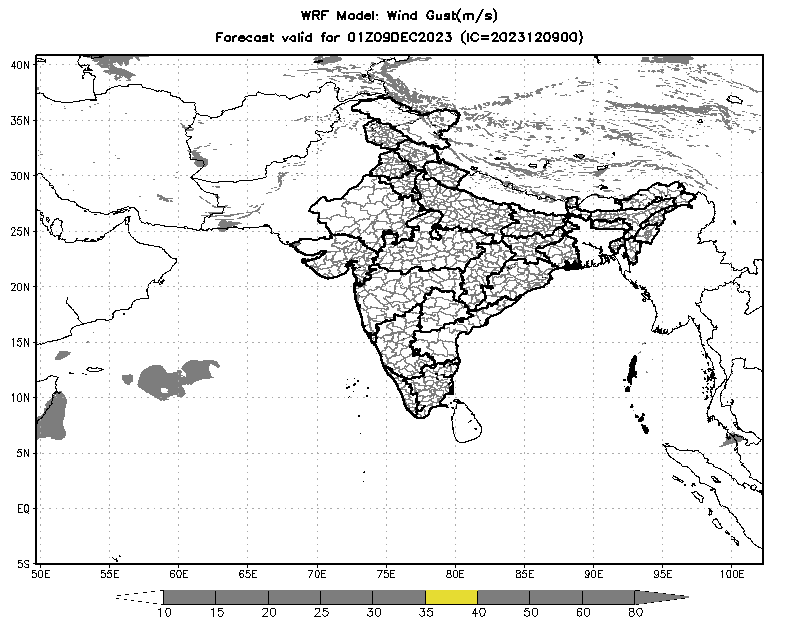 WRF Model: Wind Gust(m/s)
Forecast valid for 01Z09DEC2023 (IC=2023120900)
40N
35N
30N
25N
20N
15N
10N
5N
EQ
5S
50E 55E 60E 65E 70E 75E 80E 85E 90E 95E 100E
10 15 20 25 30 35 40 50 60 80